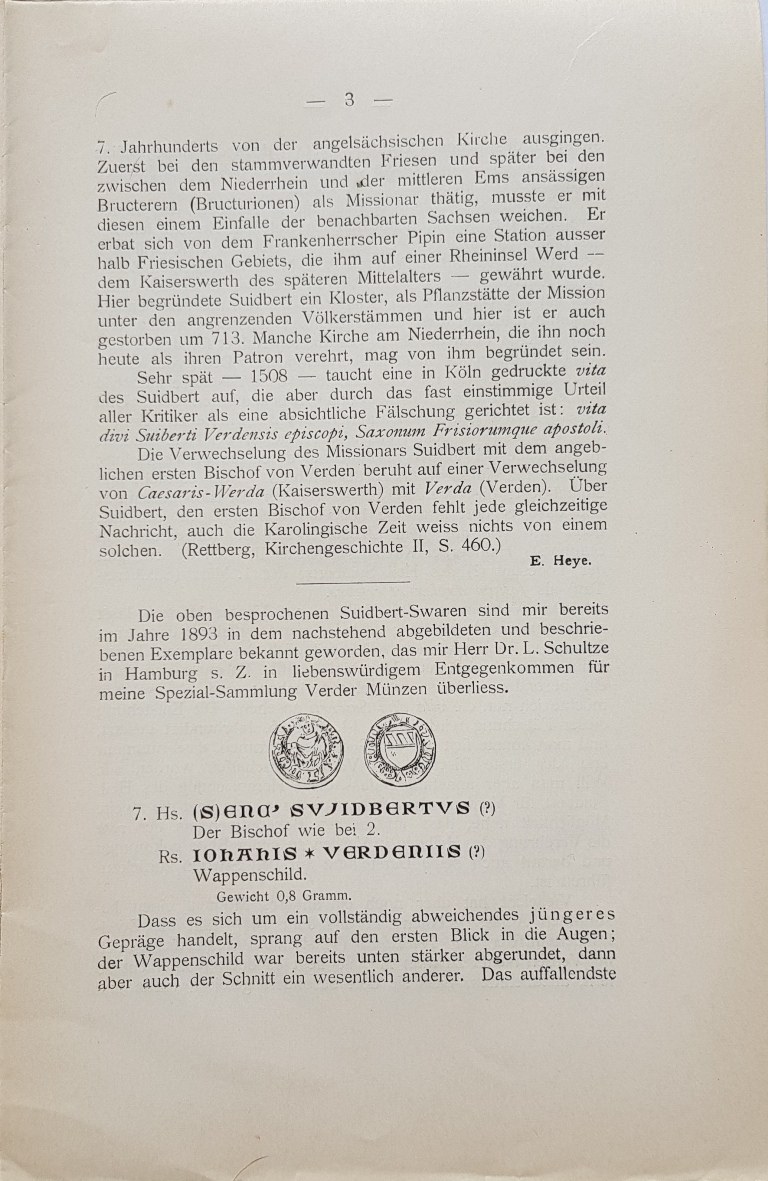 — 3 —
7. Jahrhunderts von der angelsächsischen Kirche ausgingen.
Zuerst bei den stammverwandten Friesen und später bei den
zwischen dem Niederrhein und der mittleren Ems ansässigen
Bructerern (Bructurionen) als Missionar thätig, musste er mit
diesen einem Einfalle der benachbarten Sachsen weichen. Er
erbat sich von dem Frankenherrscher Pipin eine Station ausser
halb Friesischen Gebiets, die ihm auf einer Rheininsel Werd —
dem Kaiserswerth des späteren Mittelalters — gewährt wurde.
Hier begründete Suidbert ein Kloster, als Pflanzstätte der Mission
unter den angrenzenden Völkerstämmen und hier ist er auch
gestorben um 713. Manche Kirche am Niederrhein, die ihn noch
heute als ihren Patron verehrt, mag von ihm begründet sein.
Sehr spät — 1508 — taucht eine in Köln gedruckte vita
des Suidbert auf, die aber durch das fast einstimmige Urteil
aller Kritiker als eine absichtliche Fälschung gerichtet ist: vita
divi Suiberti Verdensis episcopi, Saxonum Frisiorumque apostoli.
Die Verwechselung des Missionars Suidbert mit dem angeb-
lichen ersten Bischof von Verden beruht auf einer Verwechselung
von Caesaris-Werda (Kaiserswerth) mit Verda (Verden). Über
Suidbert, den ersten Bischof von Verden fehlt jede gleichzeitige
Nachricht, auch die Karolingische Zeit weiss nichts von einem
solchen. (Rettberg, Kirchengeschichte II, S. 460.)
E. Heye.
Die oben besprochenen Suidbert-Swaren sind mir bereits
im Jahre 1893 in dem nachstehend abgebildeten und beschrie-
benen Exemplare bekannt geworden, das mir Herr Dr. L. Schultze
in Hamburg s. Z. in liebenswürdigem Entgegenkommen für
meine Spezial-Sammlung Verder Münzen überliess.
7. Hs. (S)ENC' SVJIDBERTVS (?)
Der Bischof wie bei 2.
Rs. IOhAhIS * VERDENIIS (?)
Wappenschild.
Gewicht 0,8 Gramm.
Dass es sich um ein vollständig abweichendes jüngeres
Gepräge handelt, sprang auf den ersten Blick in die Augen;
der Wappenschild war bereits unten stärker abgerundet, dann
aber auch der Schnitt ein wesentlich anderer. Das auffallendste